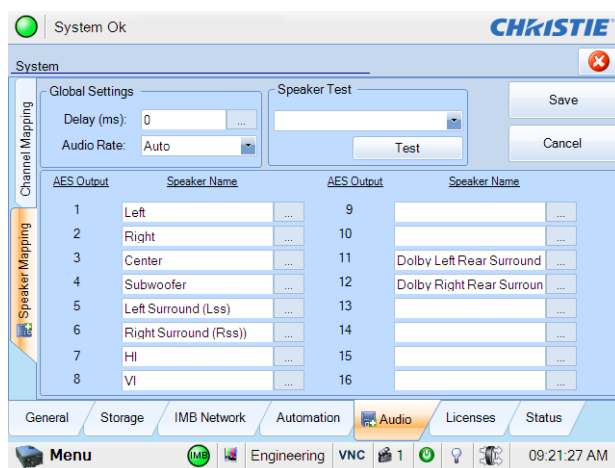 System Ok
CHRISTIE
System
Channel Mapping
Speaker Mapping
Global Settings
Delay (ms): 0 ...
Audio Rate: Auto
Speaker Test
Test
Save
Cancel
AES Output Speaker Name AES Output Speaker Name
1 Left ... 9 ...
2 Right ... 10 ...
3 Center ... 11 Dolby Left Rear Surround ...
4 Subwoofer ... 12 Dolby Right Rear Surroun ...
5 Left Surround (Lss) ... 13 ...
6 Right Surround (Rss)) ... 14 ...
7 HI ... 15 ...
8 VI ... 16 ...
General Storage IMB Network Automation Audio Licenses Status
Menu IMB Engineering VNC 1 09:21:27 AM